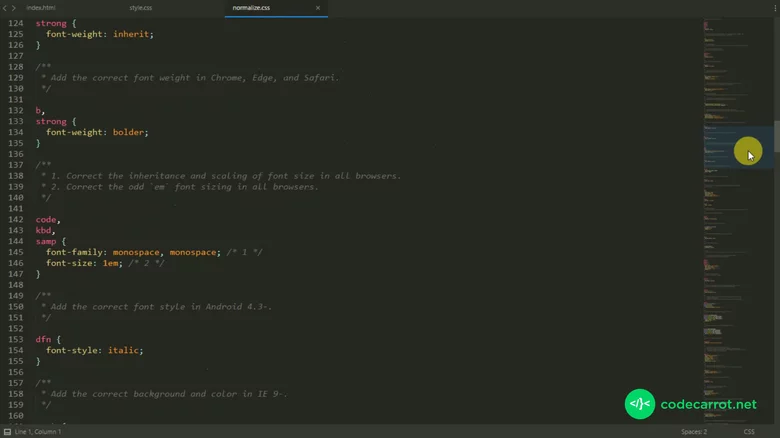 index.html style.css normalize.css ×
124 strong {
125 font-weight: inherit;
126 }
127
128 /**
129 * Add the correct font weight in Chrome, Edge, and Safari.
130 */
131
132 b,
133 strong {
134 font-weight: bolder;
135 }
136
137 /**
138 * 1. Correct the inheritance and scaling of font size in all browsers.
139 * 2. Correct the odd `em` font sizing in all browsers.
140 */
141
142 code,
143 kbd,
144 samp {
145 font-family: monospace, monospace; /* 1 */
146 font-size: 1em; /* 2 */
147 }
148
149 /**
150 * Add the correct font style in Android 4.3-.
151 */
152
153 dfn {
154 font-style: italic;
155 }
156
157 /**
158 * Add the correct background and color in IE 9-.
159 */
160
</> codecarrot.net
Line 1, Column 1 Spaces: 2 CSS